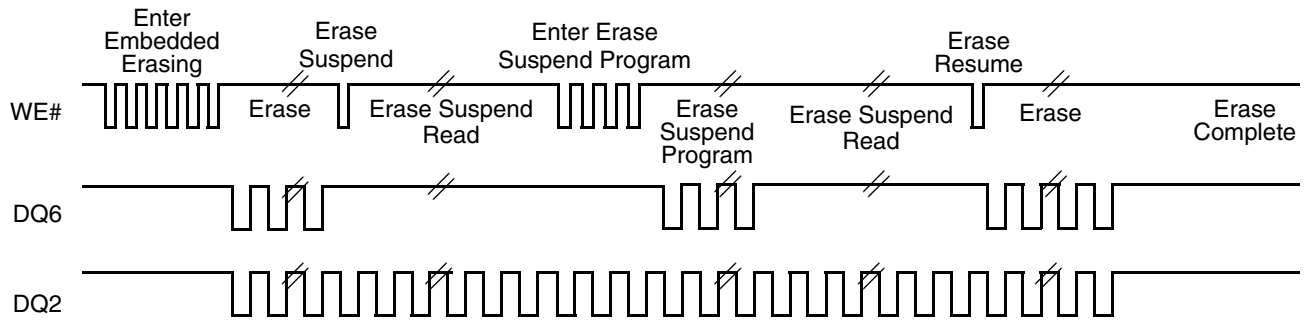 Enter
Embedded
Erasing
Erase
Suspend
Enter Erase
Suspend Program
Erase
Resume
WE#
Erase
Erase Suspend
Read
Erase
Suspend
Program
Erase Suspend
Read
Erase
Erase
Complete
DQ6
DQ2